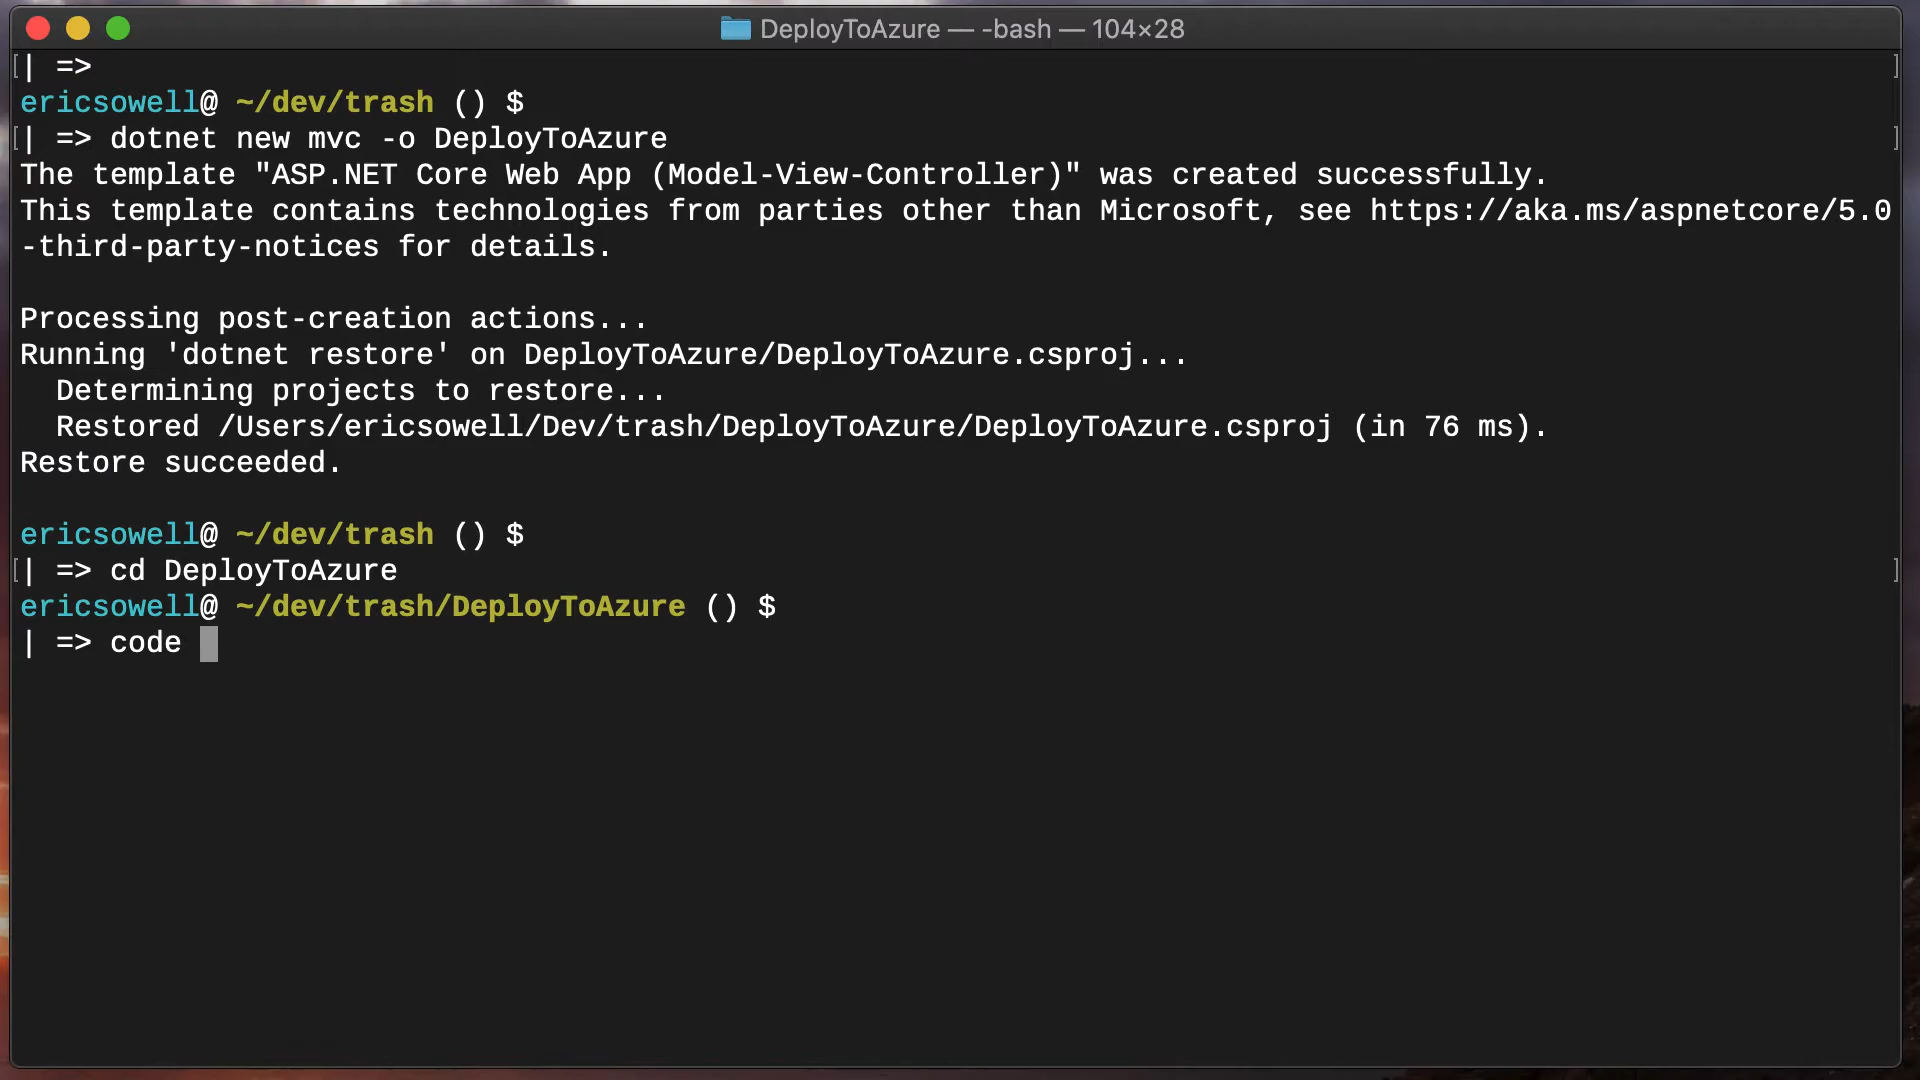 DeployToAzure — -bash — 104×28
[| => ]
ericsowell@ ~/dev/trash () $
[| => dotnet new mvc -o DeployToAzure ]
The template "ASP.NET Core Web App (Model-View-Controller)" was created successfully.
This template contains technologies from parties other than Microsoft, see https://aka.ms/aspnetcore/5.0
-third-party-notices for details.
Processing post-creation actions...
Running 'dotnet restore' on DeployToAzure/DeployToAzure.csproj...
  Determining projects to restore...
  Restored /Users/ericsowell/Dev/trash/DeployToAzure/DeployToAzure.csproj (in 76 ms).
Restore succeeded.
ericsowell@ ~/dev/trash () $
[| => cd DeployToAzure ]
ericsowell@ ~/dev/trash/DeployToAzure () $
| => code